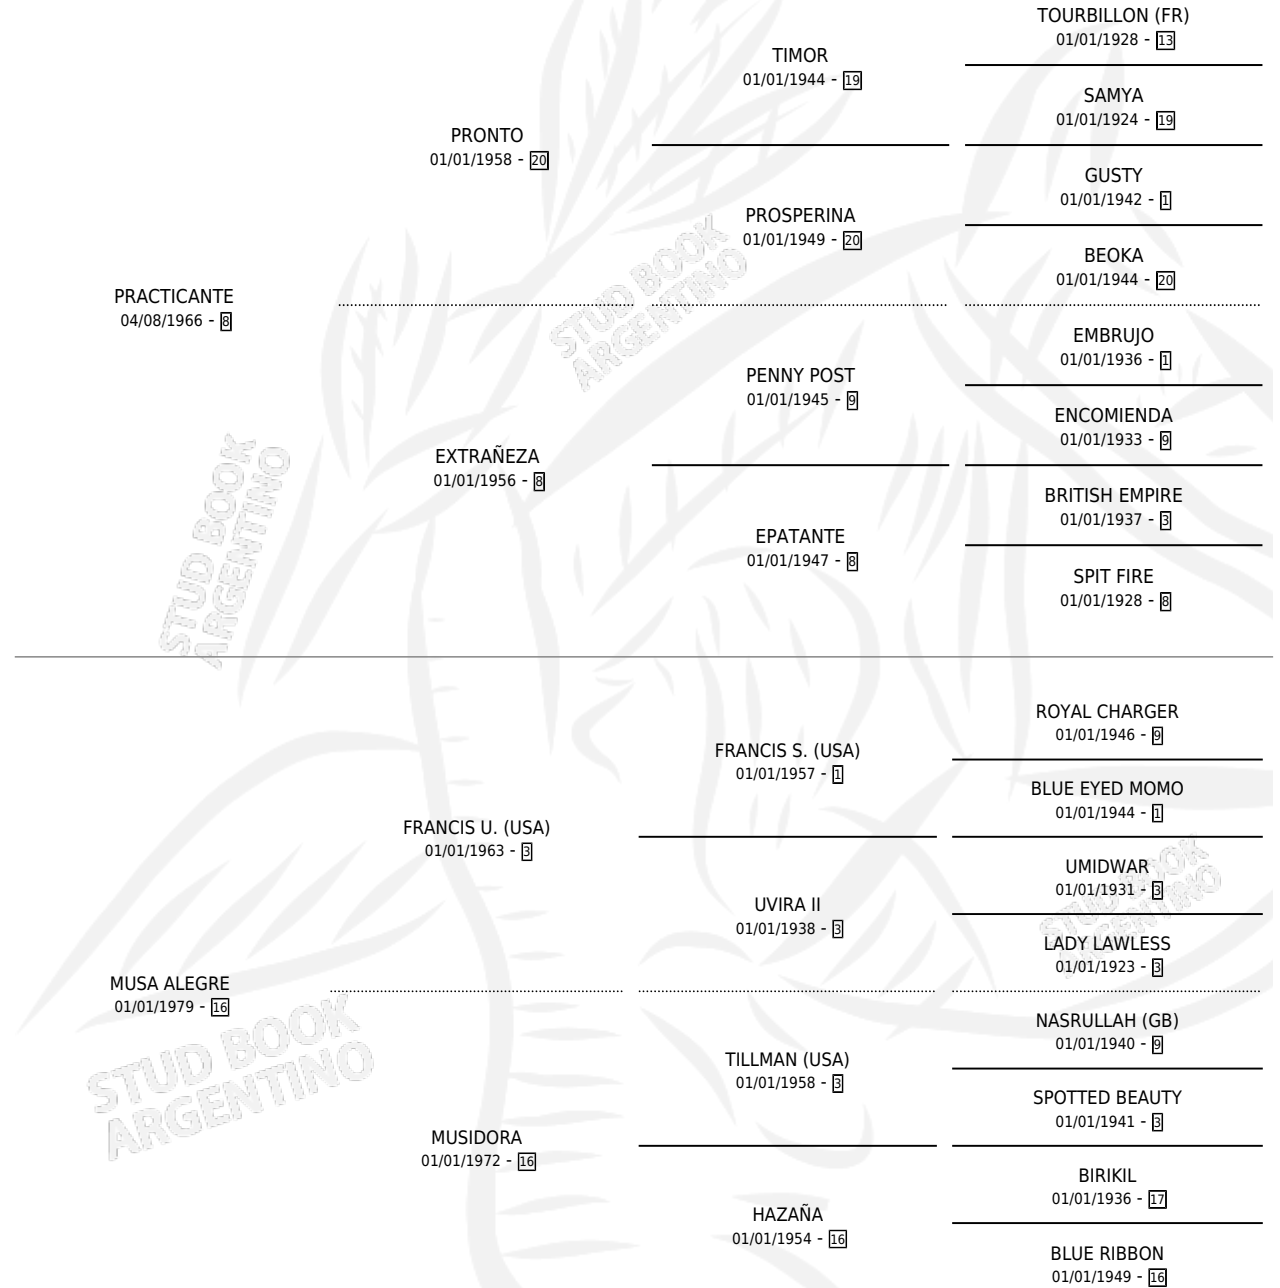 TOURBILLON (FR)
01/01/1928 - 13
TIMOR
01/01/1944 - 19
SAMYA
01/01/1924 - 19
PRONTO
01/01/1958 - 20
GUSTY
01/01/1942 - 1
PROSPERINA
01/01/1949 - 20
BEOKA
01/01/1944 - 20
PRACTICANTE
04/08/1966 - 8
EMBRUJO
01/01/1936 - 1
PENNY POST
01/01/1945 - 9
ENCOMIENDA
01/01/1933 - 9
EXTRAÑEZA
01/01/1956 - 8
BRITISH EMPIRE
01/01/1937 - 3
EPATANTE
01/01/1947 - 8
SPIT FIRE
01/01/1928 - 8
ROYAL CHARGER
01/01/1946 - 9
FRANCIS S. (USA)
01/01/1957 - 1
BLUE EYED MOMO
01/01/1944 - 1
FRANCIS U. (USA)
01/01/1963 - 3
UMIDWAR
01/01/1931 - 3
UVIRA II
01/01/1938 - 3
LADY LAWLESS
01/01/1923 - 3
MUSA ALEGRE
01/01/1979 - 16
NASRULLAH (GB)
01/01/1940 - 9
TILLMAN (USA)
01/01/1958 - 3
SPOTTED BEAUTY
01/01/1941 - 3
MUSIDORA
01/01/1972 - 16
BIRIKIL
01/01/1936 - 17
HAZAÑA
01/01/1954 - 16
BLUE RIBBON
01/01/1949 - 16
STUD BOOK
ARGENTINO
STUD BOOK
ARGENTINO
STUD BOOK
ARGENTINO
STUD BOOK
ARGENTINO